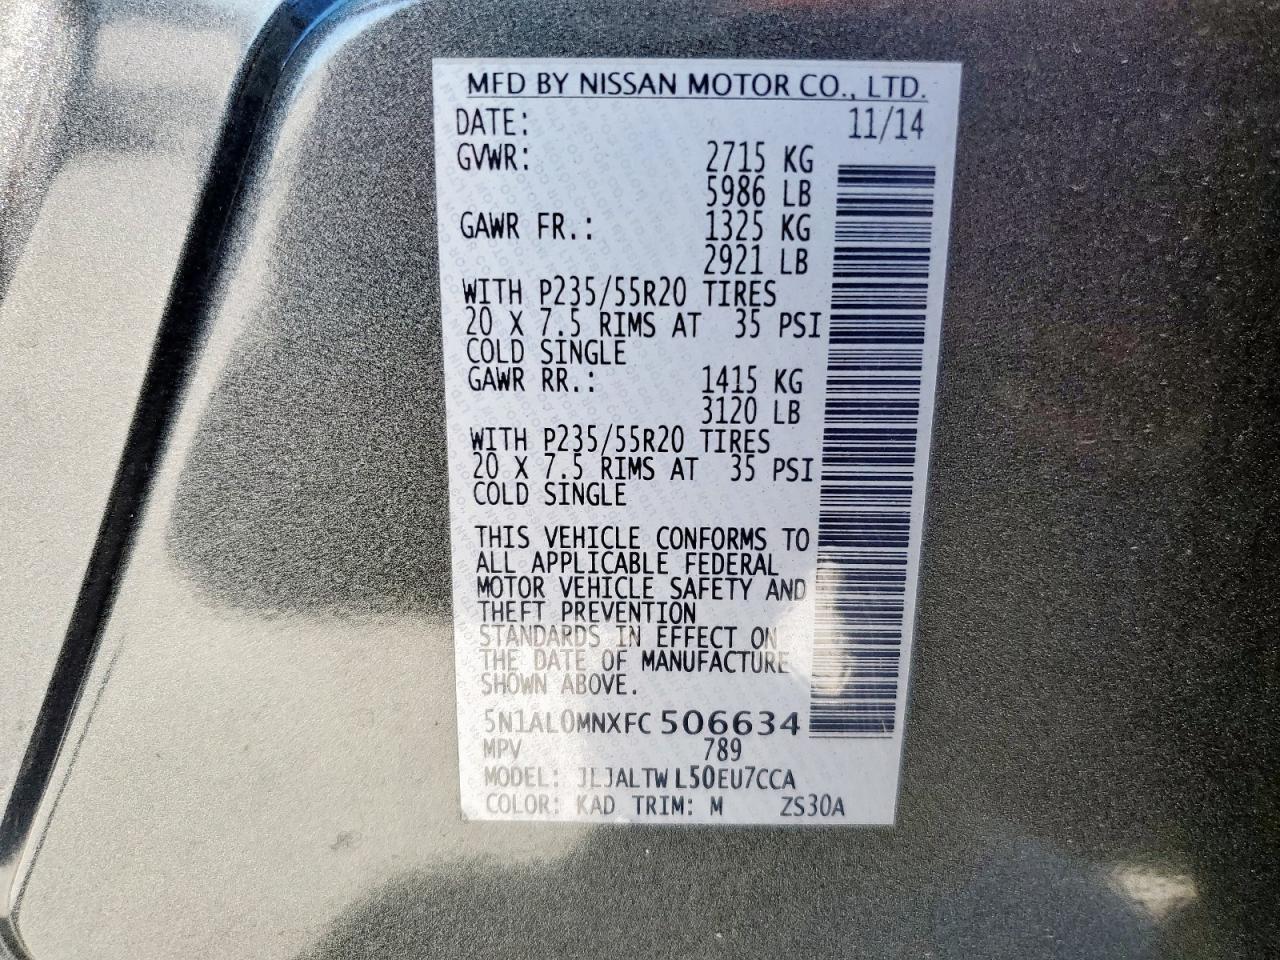 MFD BY NISSAN MOTOR CO., LTD.
DATE: 11/14
GVWR: 2715 KG
5986 LB
GAWR FR.: 1325 KG
2921 LB
WITH P235/55R20 TIRES
20 X 7.5 RIMS AT 35 PSI
COLD SINGLE
GAWR RR.: 1415 KG
3120 LB
WITH P235/55R20 TIRES
20 X 7.5 RIMS AT 35 PSI
COLD SINGLE
THIS VEHICLE CONFORMS TO
ALL APPLICABLE FEDERAL
MOTOR VEHICLE SAFETY AND
THEFT PREVENTION
STANDARDS IN EFFECT ON
THE DATE OF MANUFACTURE
SHOWN ABOVE.
5N1AL0MNXFC 506634
MPV 789
MODEL: JLJALTW L50EU7CCA
COLOR: KAD TRIM: M ZS30A